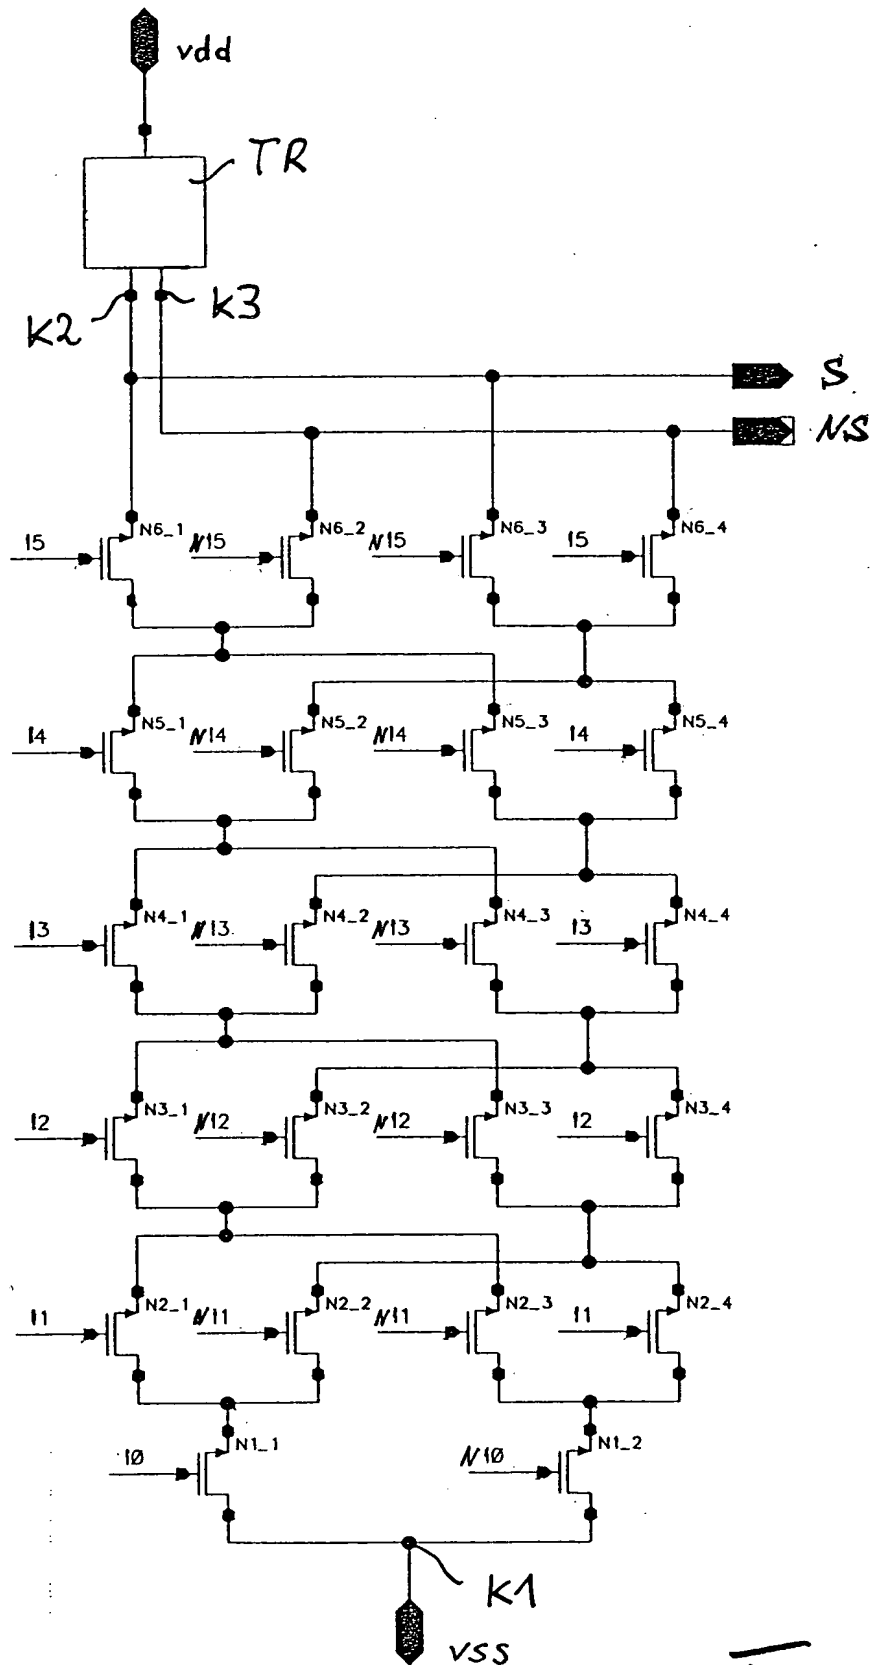 vdd
TR
K2
K3
S
NS
I5 N6_1 NI5 N6_2 NI5 N6_3 I5 N6_4
I4 N5_1 NI4 N5_2 NI4 N5_3 I4 N5_4
I3 N4_1 NI3 N4_2 NI3 N4_3 I3 N4_4
I2 N3_1 NI2 N3_2 NI2 N3_3 I2 N3_4
I1 N2_1 NI1 N2_2 NI1 N2_3 I1 N2_4
I0 N1_1 NI0 N1_2
K1
vss